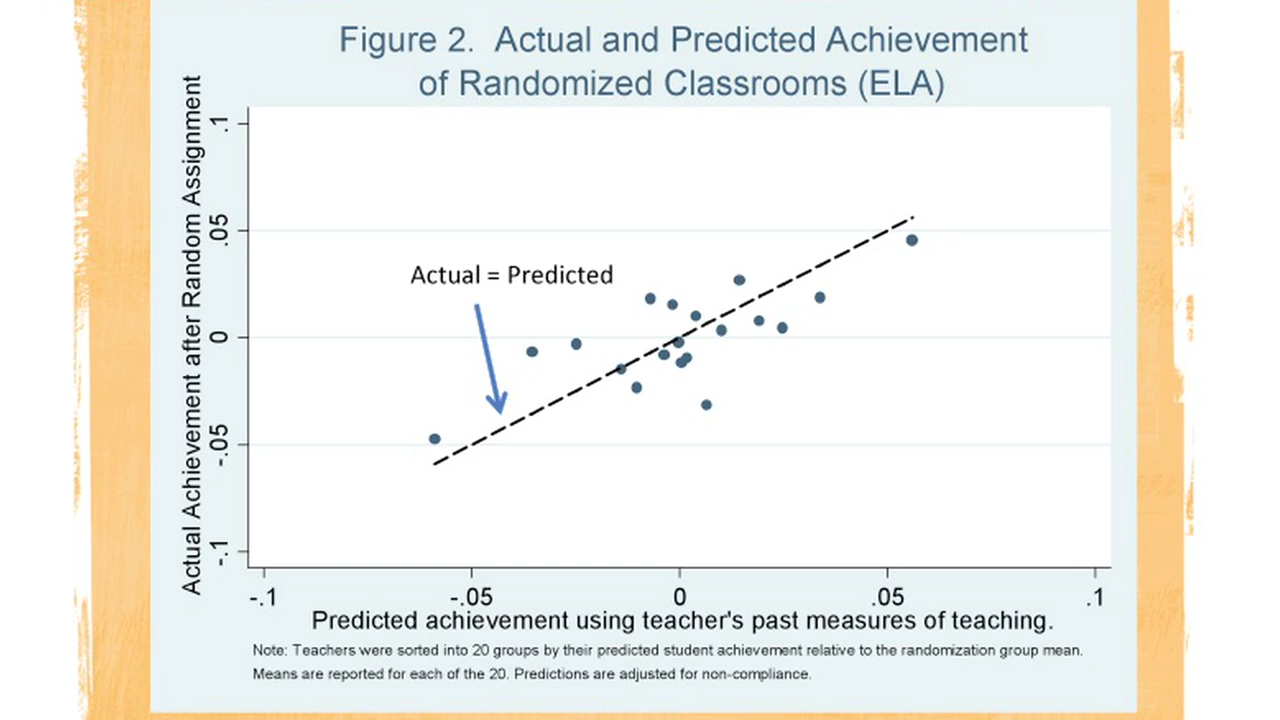 Figure 2.  Actual and Predicted Achievement
of Randomized Classrooms (ELA)
Actual Achievement after Random Assignment
.1
.05
0
-.05
-.1
Actual = Predicted
-.1
-.05
0
.05
.1
Predicted achievement using teacher's past measures of teaching.
Note: Teachers were sorted into 20 groups by their predicted student achievement relative to the randomization group mean.
Means are reported for each of the 20. Predictions are adjusted for non-compliance.